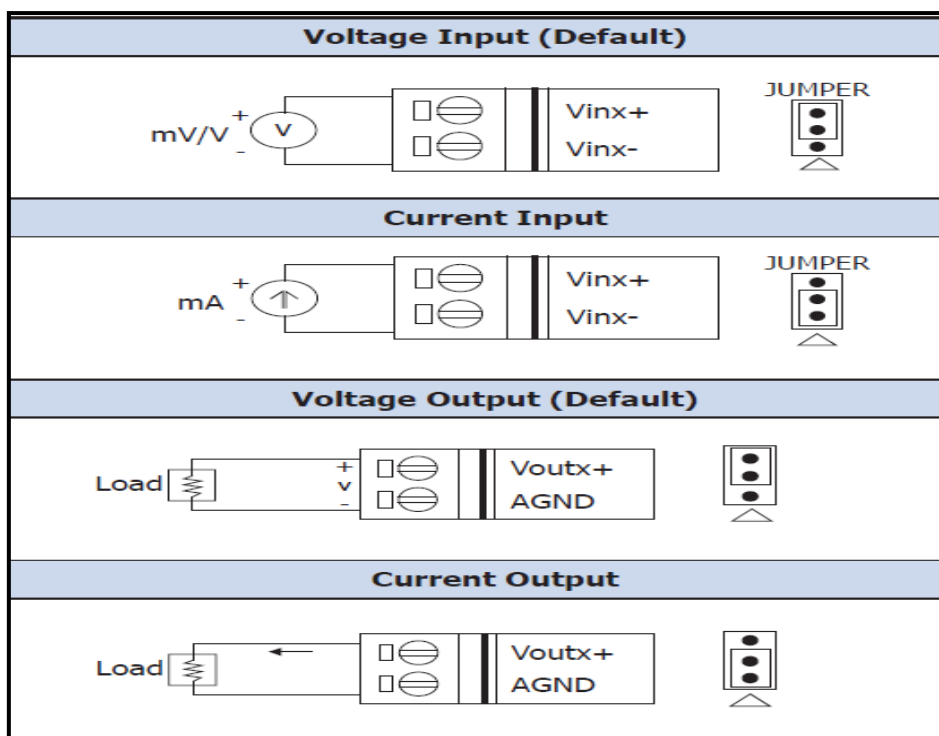 Voltage Input (Default)
JUMPER
mV/V
+
-
V
Vinx+
Vinx-
Current Input
JUMPER
mA
+
-
Vinx+
Vinx-
Voltage Output (Default)
Load
+
v
-
Voutx+
AGND
Current Output
Load
Voutx+
AGND